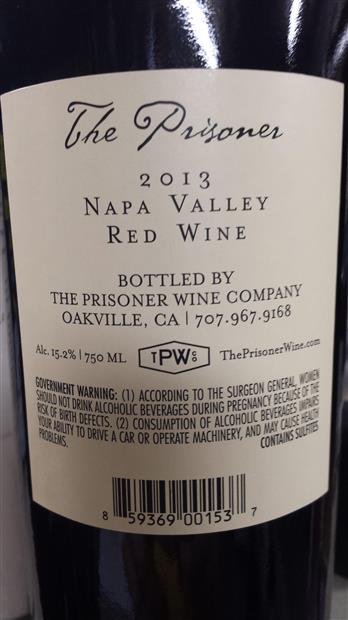 The Prisoner
2013
NAPA VALLEY
RED WINE
BOTTLED BY
THE PRISONER WINE COMPANY
OAKVILLE, CA | 707.967.9168
Alc. 15.2% | 750 ML TPWCo ThePrisonerWine.com
GOVERNMENT WARNING: (1) ACCORDING TO THE SURGEON GENERAL, WOMEN
SHOULD NOT DRINK ALCOHOLIC BEVERAGES DURING PREGNANCY BECAUSE OF THE
RISK OF BIRTH DEFECTS. (2) CONSUMPTION OF ALCOHOLIC BEVERAGES IMPAIRS
YOUR ABILITY TO DRIVE A CAR OR OPERATE MACHINERY, AND MAY CAUSE HEALTH
PROBLEMS. CONTAINS SULFITES
8 59369 00153 7